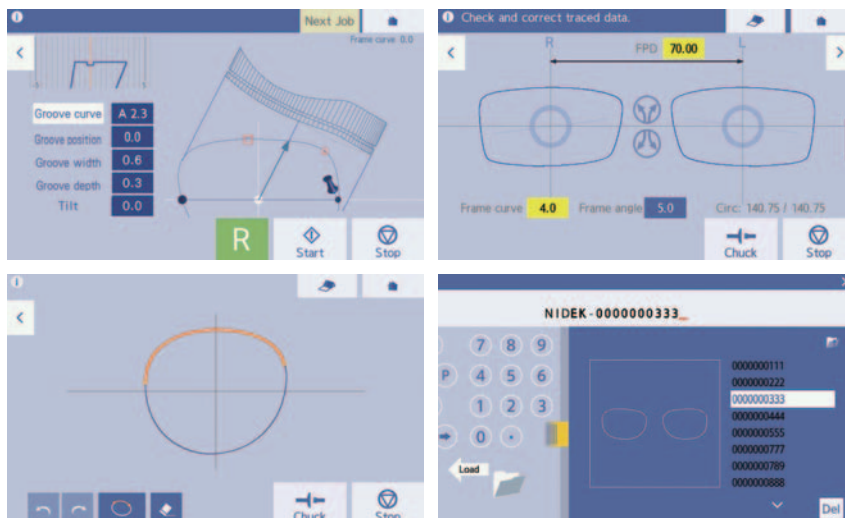 Next Job
Frame curve 0.0
Groove curve A 2.3
Groove position 0.0
Groove width 0.6
Groove depth 0.3
Tilt 0.0
R
Start
Stop
Check and correct traced data.
R
FPD 70.00
L
Frame curve 4.0 Frame angle 5.0 Circ: 140.75 / 140.75
Chuck
Stop
Chuck
Stop
NIDEK-0000000333_
7 8 9
P 4 5 6
1 2 3
0 .
Load
0000000111
0000000222
0000000333
0000000444
0000000555
0000000777
0000000789
0000000888
Del